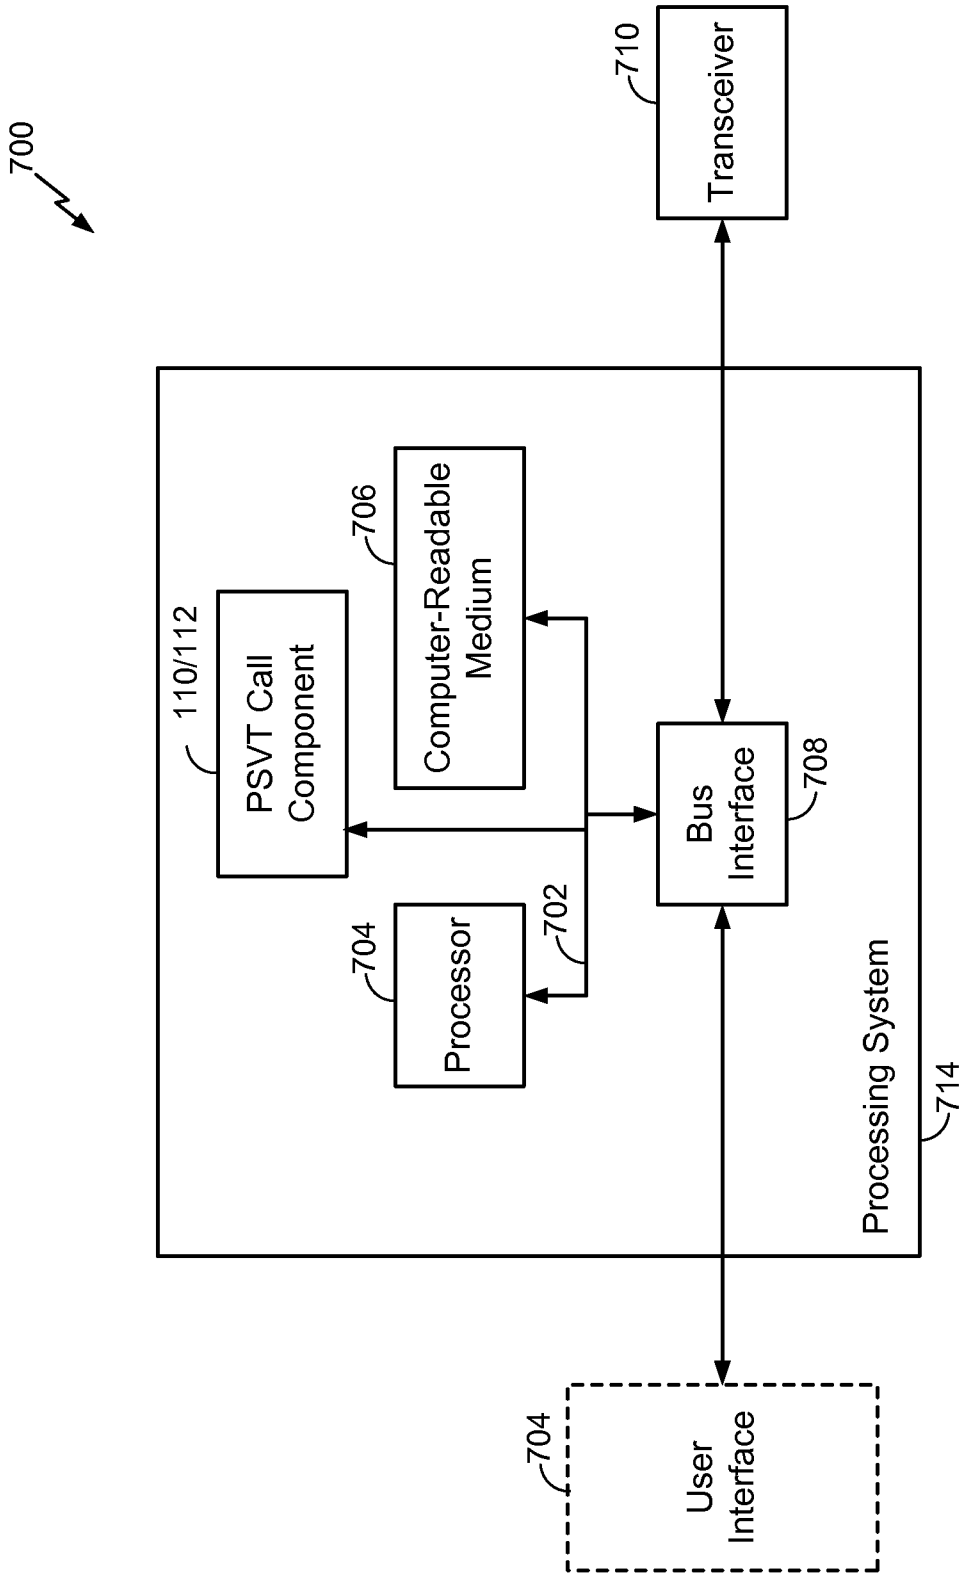 700
110/112
PSVT Call
Component
704
Processor
706
Computer-Readable
Medium
702
710
Transceiver
704
User
Interface
Bus
Interface
708
Processing System
714